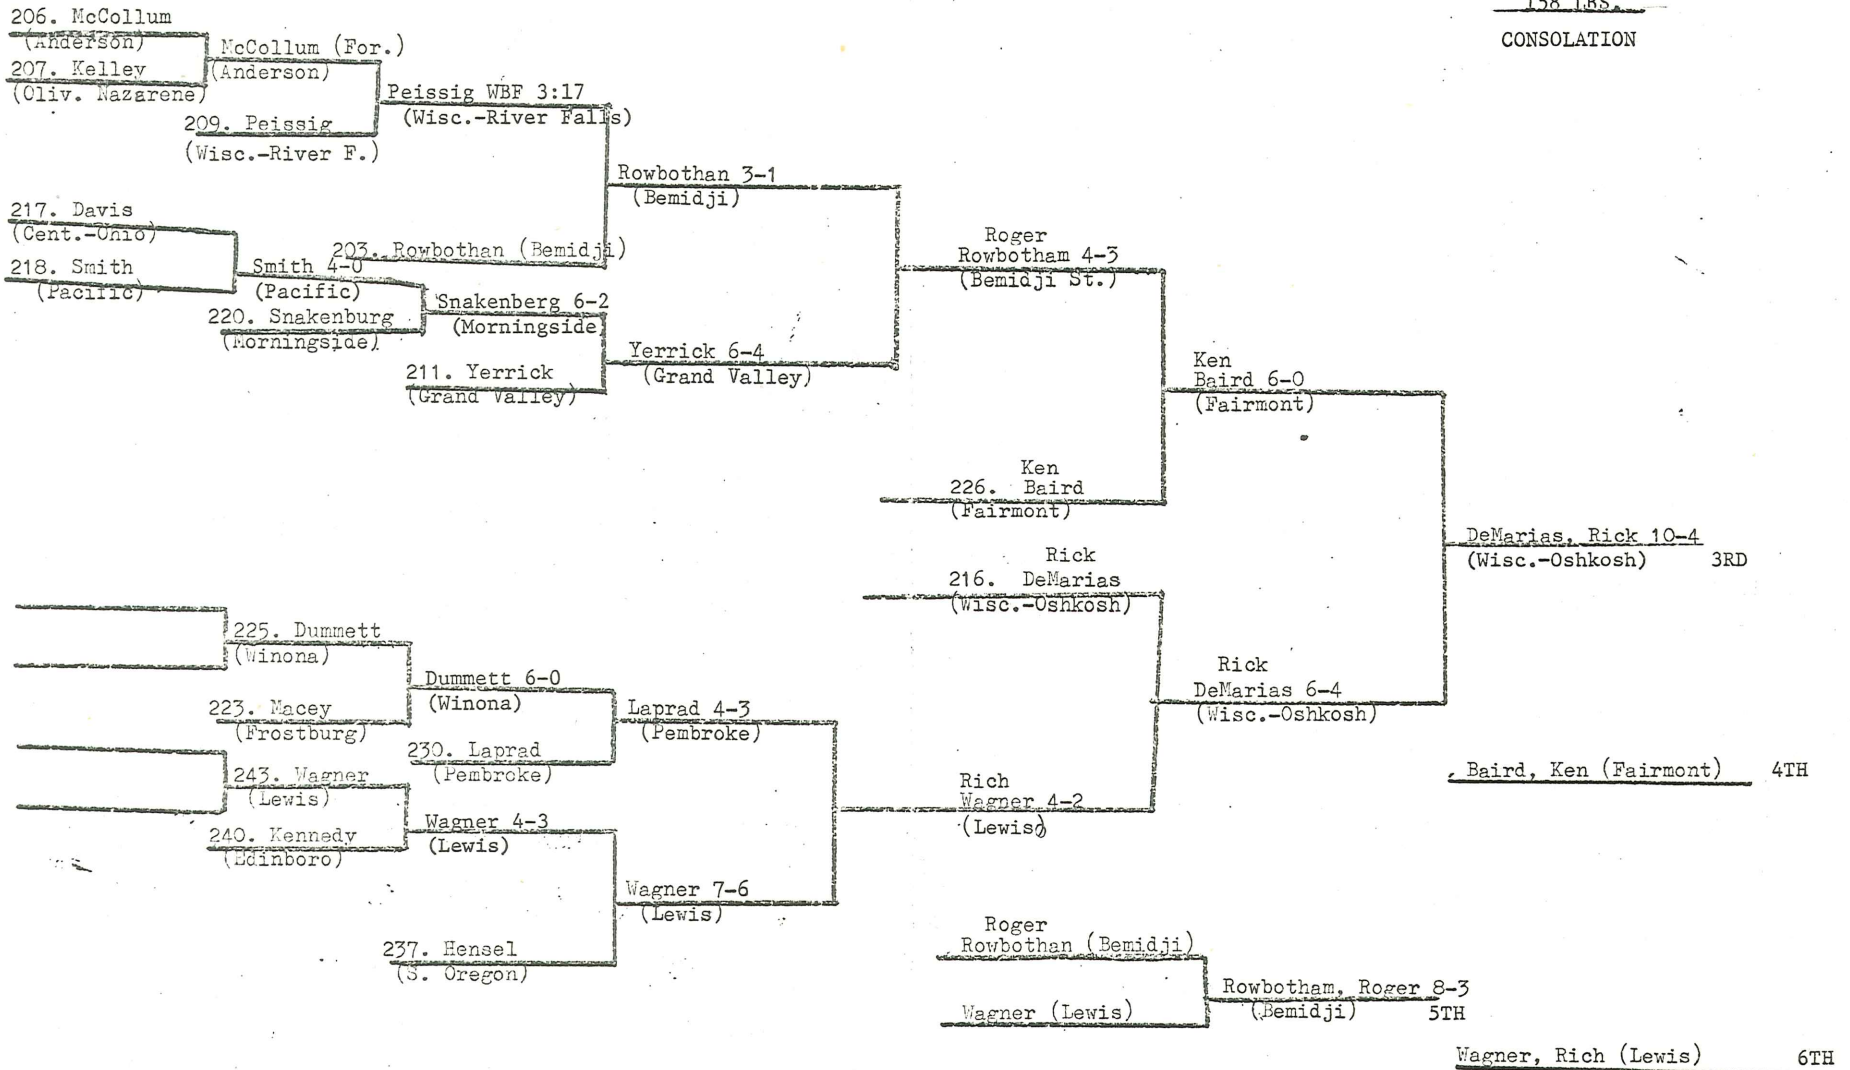 158 LBS.
CONSOLATION
206. McCollum
(Anderson)
McCollum (For.)
(Anderson)
207. Kelley
(Oliv. Nazarene)
Peissig WBF 3:17
(Wisc.-River Falls)
209. Peissig
(Wisc.-River F.)
Rowbothan 3-1
(Bemidji)
217. Davis
(Cent.-Ohio)
203. Rowbothan (Bemidji)
218. Smith
(Pacific)
Smith 4-0
(Pacific)
Snakenberg 6-2
(Morningside)
220. Snakenburg
(Morningside)
Yerrick 6-4
(Grand Valley)
211. Yerrick
(Grand Valley)
Roger
Rowbotham 4-3
(Bemidji St.)
Ken
Baird 6-0
(Fairmont)
Ken
226. Baird
(Fairmont)
DeMarias, Rick 10-4
(Wisc.-Oshkosh) 3RD
Rick
216. DeMarias
(Wisc.-Oshkosh)
225. Dummett
(Winona)
Dummett 6-0
(Winona)
223. Macey
(Frostburg)
Laprad 4-3
(Pembroke)
230. Laprad
(Pembroke)
Rick
DeMarias 6-4
(Wisc.-Oshkosh)
243. Wagner
(Lewis)
240. Kennedy
(Edinboro)
Wagner 4-3
(Lewis)
Rich
Wagner 4-2
(Lewis)
Baird, Ken (Fairmont) 4TH
Wagner 7-6
(Lewis)
237. Hensel
(S. Oregon)
Roger
Rowbothan (Bemidji)
Rowbotham, Roger 8-3
(Bemidji) 5TH
Wagner (Lewis)
Wagner, Rich (Lewis) 6TH